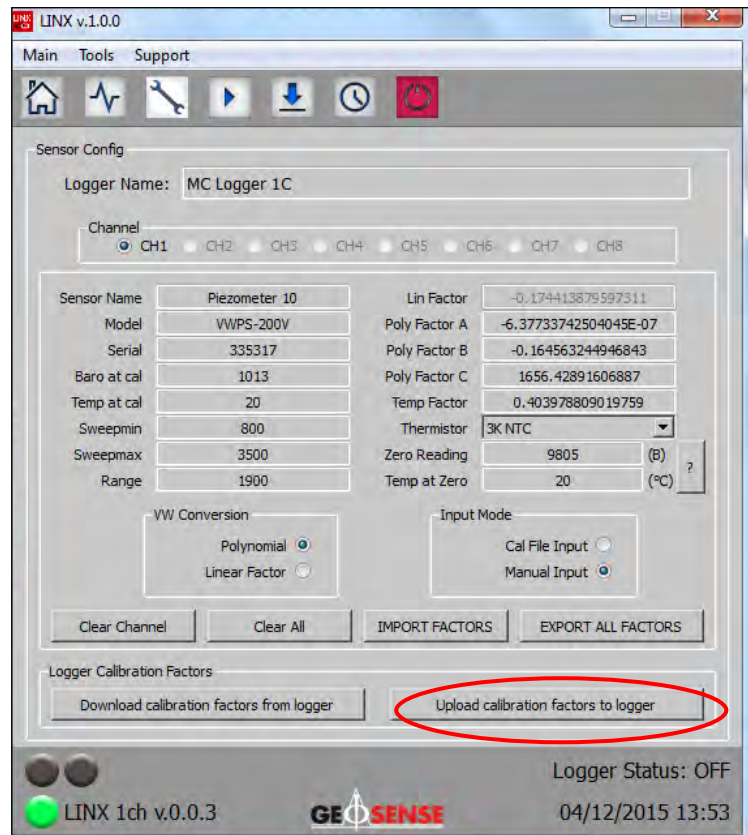 LINX v.1.0.0
Main Tools Support
Sensor Config
Logger Name: MC Logger 1C
Channel
CH1 CH2 CH3 CH4 CH5 CH6 CH7 CH8
Sensor Name Piezometer 10 Lin Factor -0.174413879597311
Model VWPS-200V Poly Factor A -6.37733742504045E-07
Serial 335317 Poly Factor B -0.164563244946843
Baro at cal 1013 Poly Factor C 1656.42891606887
Temp at cal 20 Temp Factor 0.403978809019759
Sweepmin 800 Thermistor 3K NTC
Sweepmax 3500 Zero Reading 9805 (B) ?
Range 1900 Temp at Zero 20 (ºC)
VW Conversion Input Mode
Polynomial Cal File Input
Linear Factor Manual Input
Clear Channel Clear All IMPORT FACTORS EXPORT ALL FACTORS
Logger Calibration Factors
Download calibration factors from logger Upload calibration factors to logger
Logger Status: OFF
LINX 1ch v.0.0.3 GEOSENSE 04/12/2015 13:53